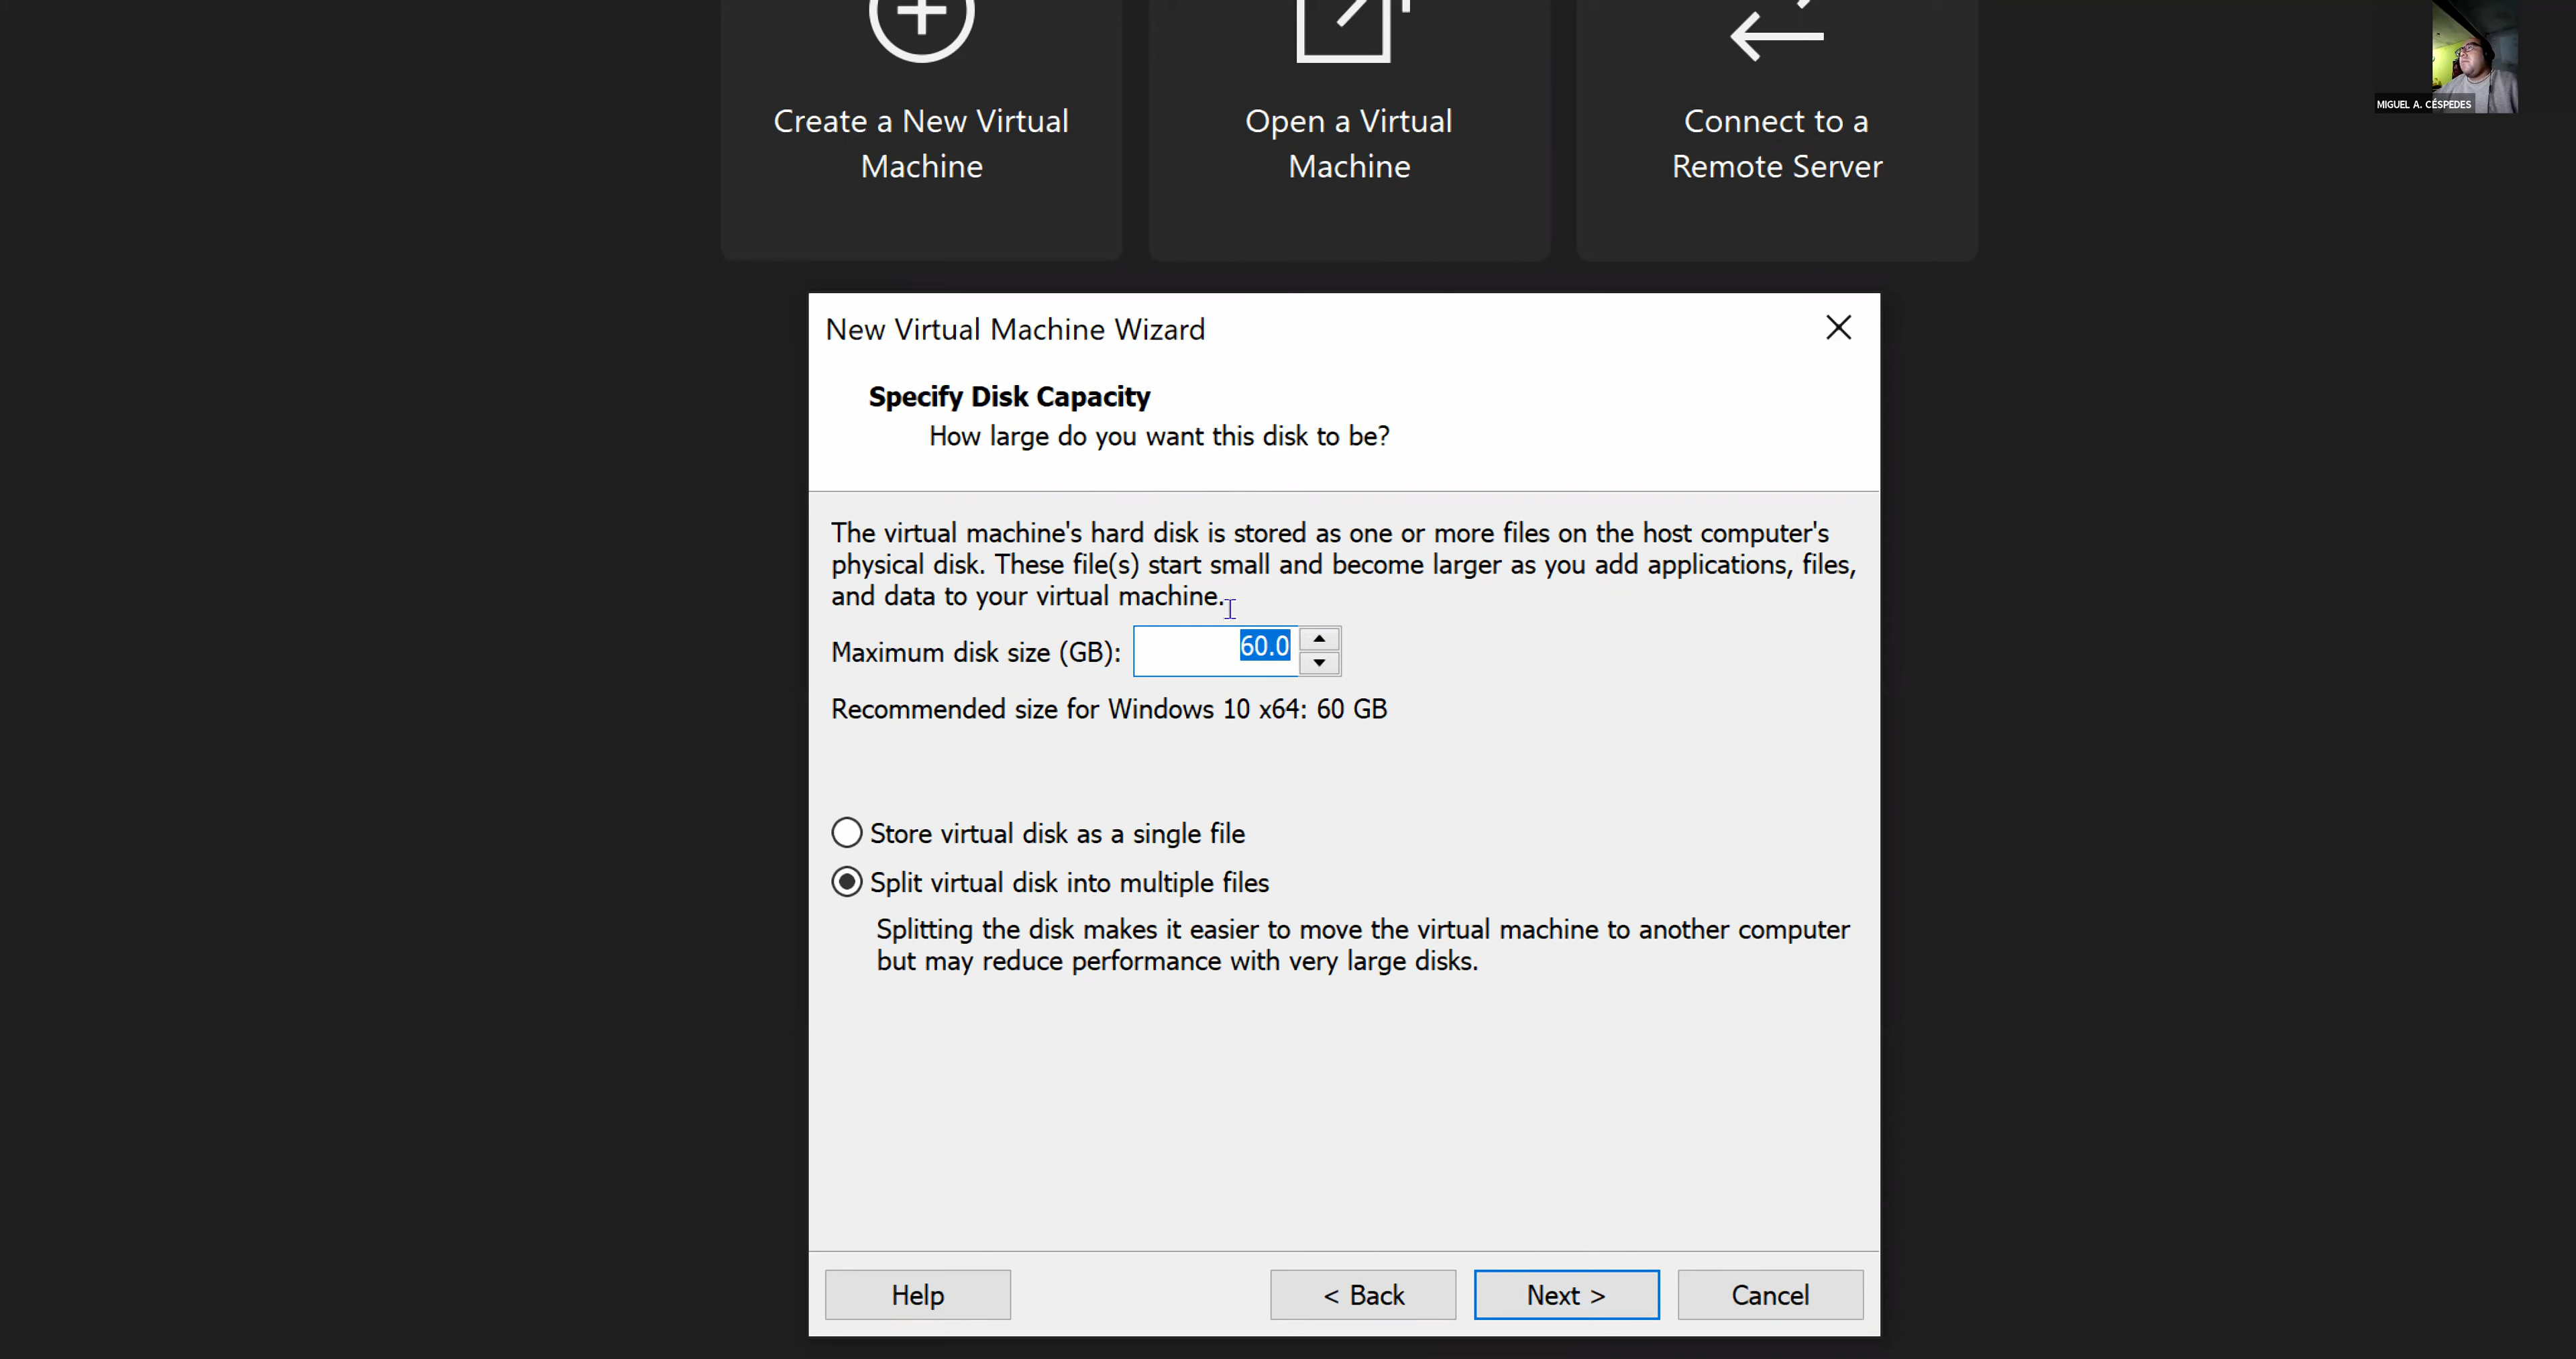 Create a New Virtual
Machine
Open a Virtual
Machine
Connect to a
Remote Server
MIGUEL A. CÉSPEDES
New Virtual Machine Wizard
Specify Disk Capacity
How large do you want this disk to be?
The virtual machine's hard disk is stored as one or more files on the host computer's
physical disk. These file(s) start small and become larger as you add applications, files,
and data to your virtual machine.
Maximum disk size (GB): 60.0
Recommended size for Windows 10 x64: 60 GB
Store virtual disk as a single file
Split virtual disk into multiple files
Splitting the disk makes it easier to move the virtual machine to another computer
but may reduce performance with very large disks.
Help
< Back
Next >
Cancel